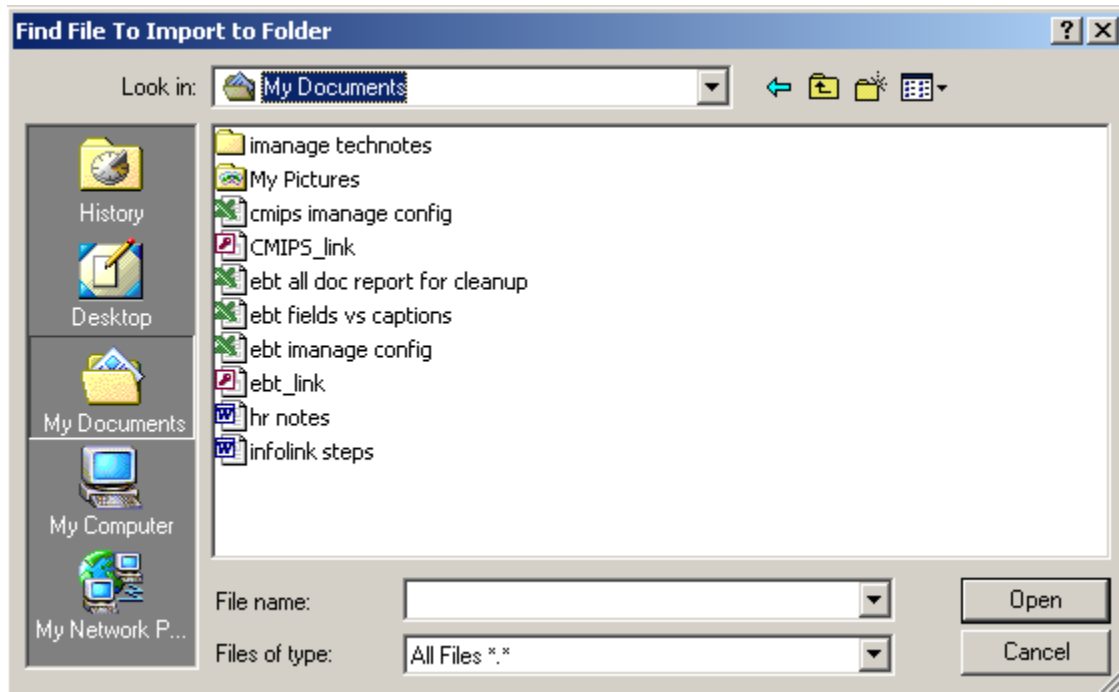 Find File To Import to Folder
Look in:
My Documents
History
Desktop
My Documents
My Computer
My Network P...
imanage technotes
My Pictures
cmips imanage config
CMIPS_link
ebt all doc report for cleanup
ebt fields vs captions
ebt imanage config
ebt_link
hr notes
infolink steps
File name:
Open
Files of type:
All Files *.*
Cancel